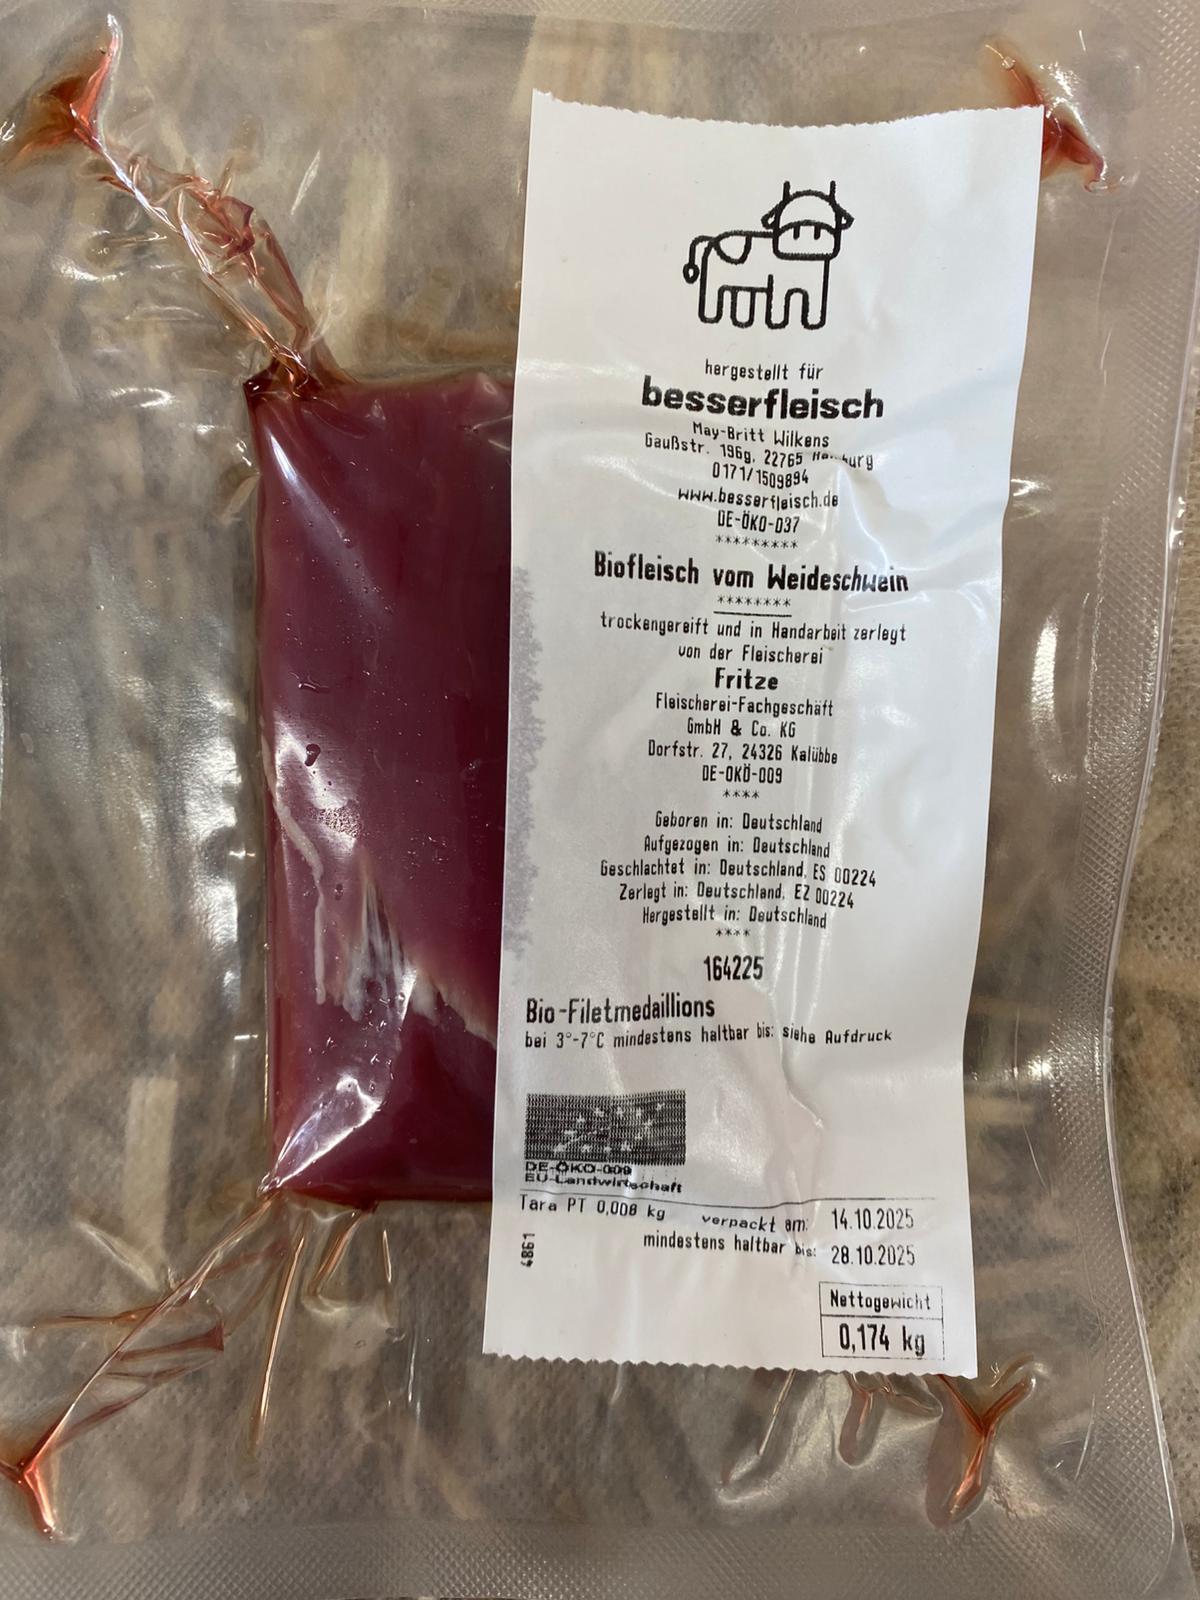 hergestellt für
besserfleisch
May-Britt Wilkens
Gaußstr. 196g, 22765
0171/1509894
www.besserfleisch.de
DE-ÖKO-037
*********
Biofleisch vom Weideschwein
********
trockengereift und in Handarbeit zerlegt
von der Fleischerei
Fritze
Fleischerei-Fachgeschäft
GmbH & Co. KG
Dorfstr. 27, 24326 Kalübbe
DE-OKÖ-009
****
Geboren in: Deutschland
Aufgezogen in: Deutschland
Geschlachtet in: Deutschland, ES 00224
Zerlegt in: Deutschland, EZ 00224
Hergestellt in: Deutschland
****
164225
Bio-Filetmedaillions
bei 3°-7°C mindestens haltbar bis: siehe Aufdruck
DE-ÖKO-009
EU-Landwirtschaft
Tara PT 0,008 kg verpackt am: 14.10.2025
mindestens haltbar bis: 28.10.2025
4861
Nettogewicht
0,174 kg